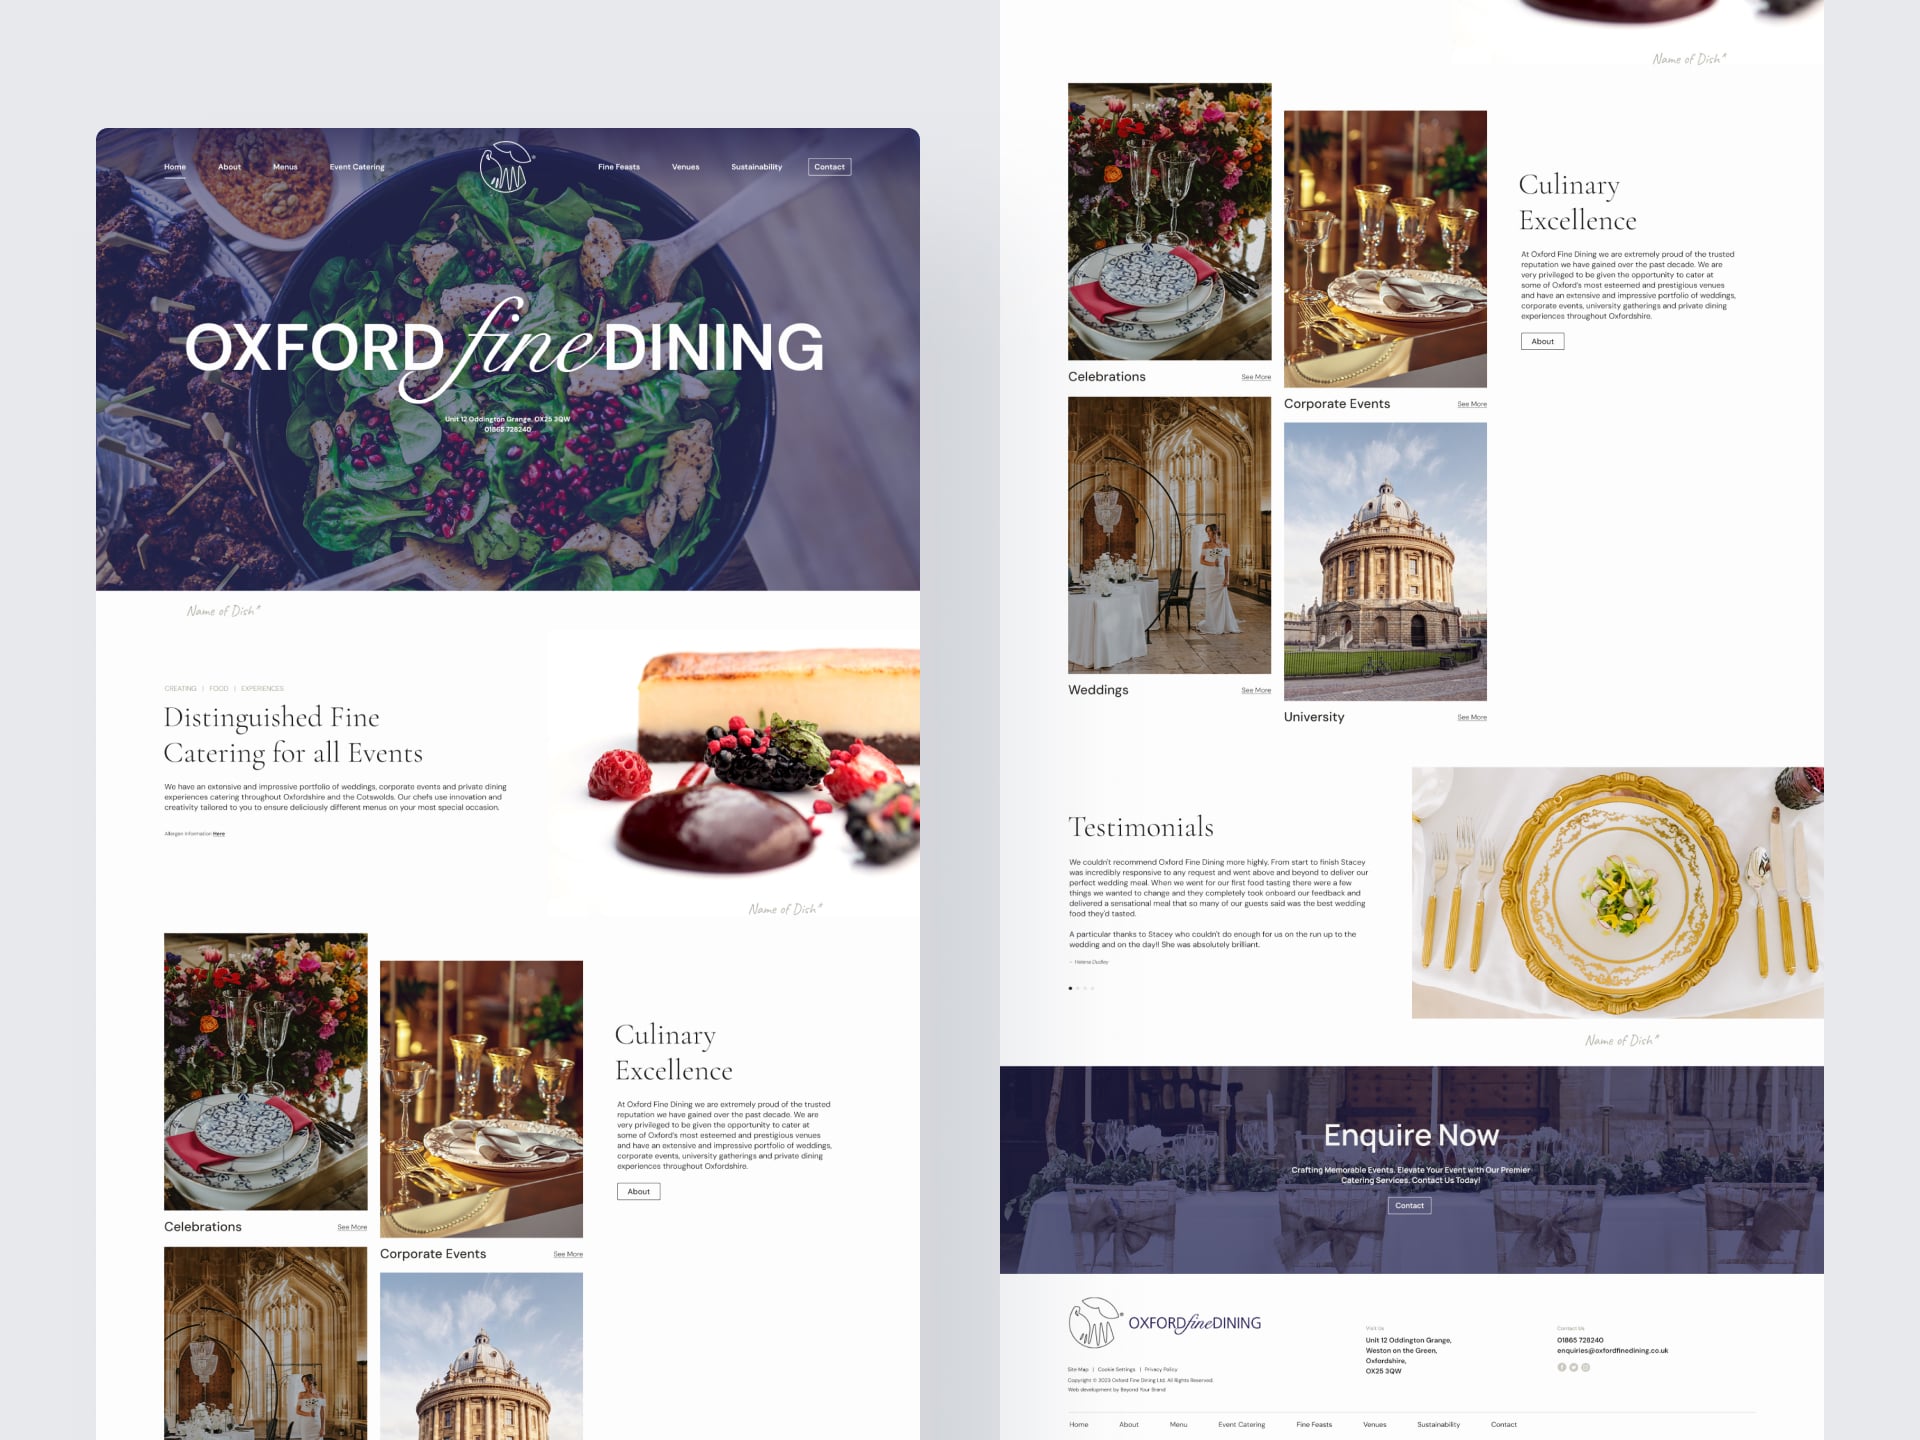 Home
About
Menus
Event Catering
Fine Feasts
Venues
Sustainability
Contact
OXFORD fine DINING
Unit 12 Oddington Grange, OX25 3QW
01865 728240
Name of Dish*
CREATING | FOOD | EXPERIENCES
Distinguished Fine
Catering for all Events
We have an extensive and impressive portfolio of weddings, corporate events and private dining
experiences catering throughout Oxfordshire and the Cotswolds. Our chefs use innovation and
creativity tailored to you to ensure deliciously different menus on your most special occasion.
Allergen Information Here
Name of Dish*
Celebrations
See More
Corporate Events
See More
Culinary
Excellence
At Oxford Fine Dining we are extremely proud of the trusted
reputation we have gained over the past decade. We are
very privileged to be given the opportunity to cater at
some of Oxford's most esteemed and prestigious venues
and have an extensive and impressive portfolio of weddings,
corporate events, university gatherings and private dining
experiences throughout Oxfordshire.
About
Name of Dish*
Celebrations
See More
Corporate Events
See More
Weddings
See More
University
See More
Culinary
Excellence
At Oxford Fine Dining we are extremely proud of the trusted
reputation we have gained over the past decade. We are
very privileged to be given the opportunity to cater at
some of Oxford's most esteemed and prestigious venues
and have an extensive and impressive portfolio of weddings,
corporate events, university gatherings and private dining
experiences throughout Oxfordshire.
About
Testimonials
We couldn't recommend Oxford Fine Dining more highly. From start to finish Stacey
was incredibly responsive to any request and went above and beyond to deliver our
perfect wedding meal. When we went for our first food tasting there were a few
things we wanted to change and they completely took onboard our feedback and
delivered a sensational meal that so many of our guests said was the best wedding
food they'd tasted.
A particular thanks to Stacey who couldn't do enough for us on the run up to the
wedding and on the day!! She was absolutely brilliant.
– Helena Dudley
Name of Dish*
Enquire Now
Crafting Memorable Events. Elevate Your Event with Our Premier
Catering Services. Contact Us Today!
Contact
OXFORD fine DINING
Site Map | Cookie Settings | Privacy Policy
Copyright © 2023 Oxford Fine Dining Ltd. All Rights Reserved.
Web development by Beyond Your Brand
Visit Us
Unit 12 Oddington Grange,
Weston on the Green,
Oxfordshire,
OX25 3QW
Contact Us
01865 728240
enquiries@oxfordfinedining.co.uk
Home
About
Menu
Event Catering
Fine Feasts
Venues
Sustainability
Contact